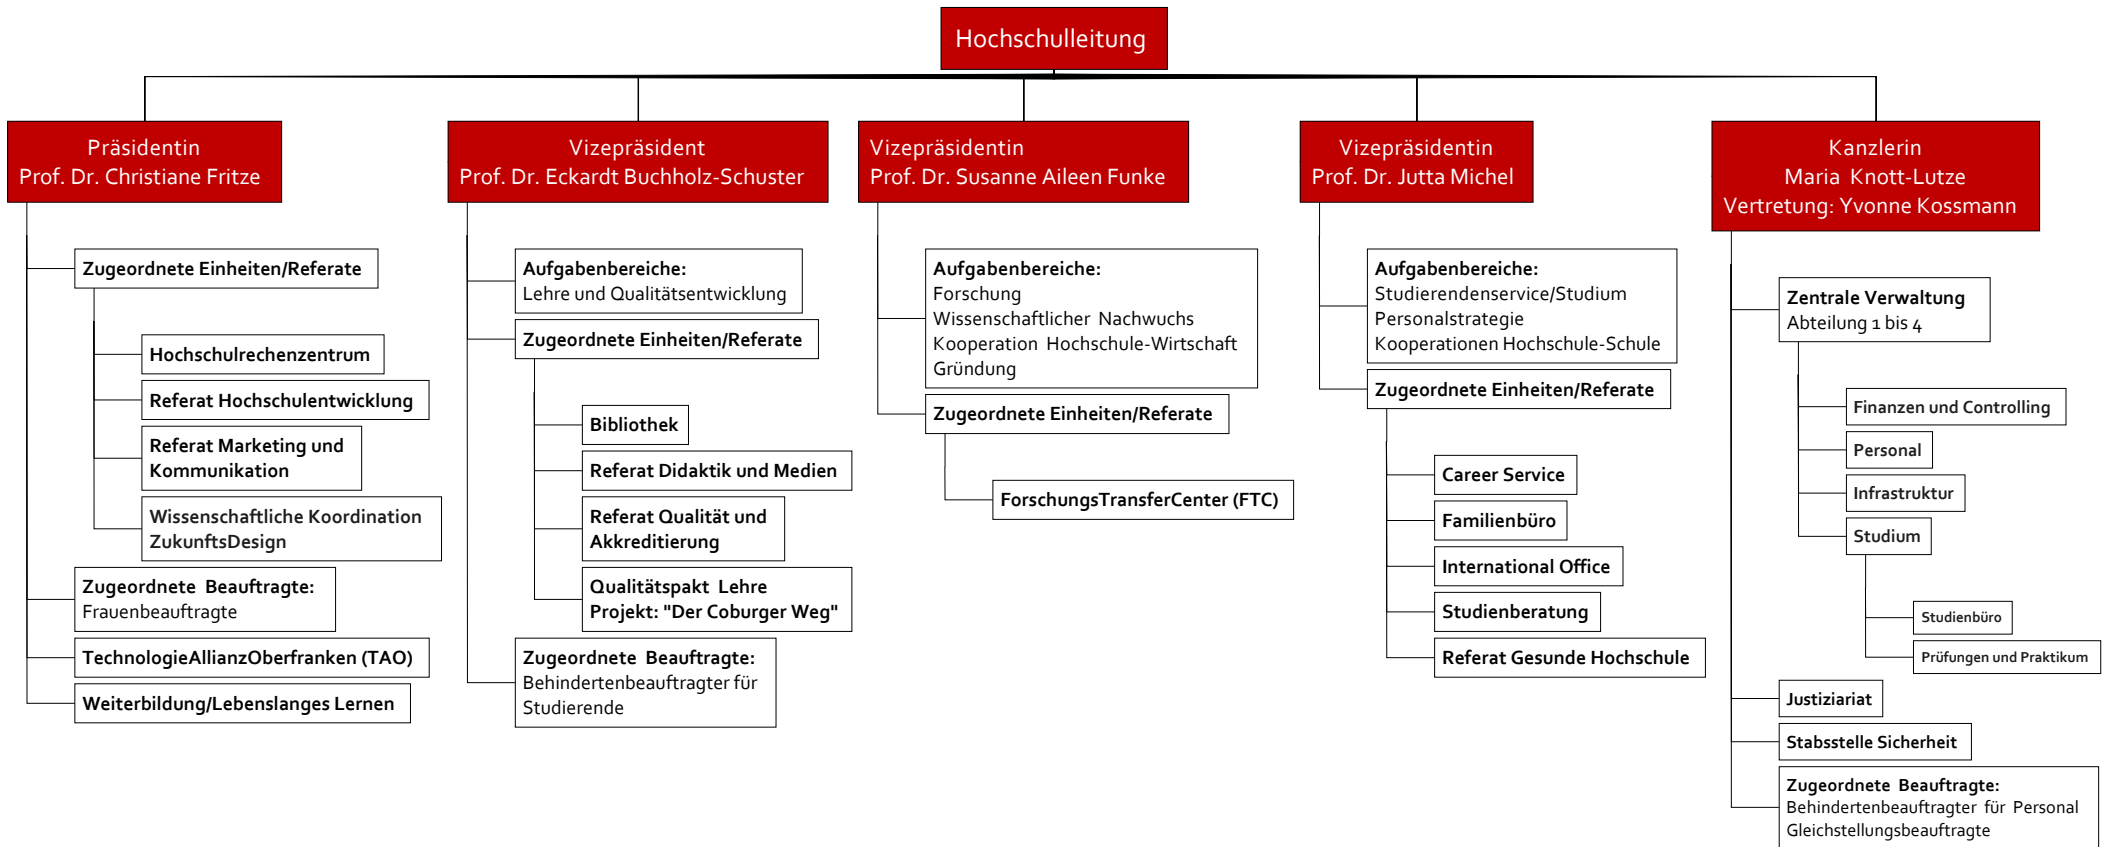 Hochschulleitung
Präsidentin
Prof. Dr. Christiane Fritze
Zugeordnete Einheiten/Referate
Hochschulrechenzentrum
Referat Hochschulentwicklung
Referat Marketing und
Kommunikation
Wissenschaftliche Koordination
ZukunftsDesign
Zugeordnete Beauftragte:
Frauenbeauftragte
TechnologieAllianzOberfranken (TAO)
Weiterbildung/Lebenslanges Lernen
Vizepräsident
Prof. Dr. Eckardt Buchholz-Schuster
Aufgabenbereiche:
Lehre und Qualitätsentwicklung
Zugeordnete Einheiten/Referate
Bibliothek
Referat Didaktik und Medien
Referat Qualität und
Akkreditierung
Qualitätspakt Lehre
Projekt: "Der Coburger Weg"
Zugeordnete Beauftragte:
Behindertenbeauftragter für
Studierende
Vizepräsidentin
Prof. Dr. Susanne Aileen Funke
Aufgabenbereiche:
Forschung
Wissenschaftlicher Nachwuchs
Kooperation Hochschule-Wirtschaft
Gründung
Zugeordnete Einheiten/Referate
ForschungsTransferCenter (FTC)
Vizepräsidentin
Prof. Dr. Jutta Michel
Aufgabenbereiche:
Studierendenservice/Studium
Personalstrategie
Kooperationen Hochschule-Schule
Zugeordnete Einheiten/Referate
Career Service
Familienbüro
International Office
Studienberatung
Referat Gesunde Hochschule
Kanzlerin
Maria Knott-Lutze
Vertretung: Yvonne Kossmann
Zentrale Verwaltung
Abteilung 1 bis 4
Finanzen und Controlling
Personal
Infrastruktur
Studium
Studienbüro
Prüfungen und Praktikum
Justiziariat
Stabsstelle Sicherheit
Zugeordnete Beauftragte:
Behindertenbeauftragter für Personal
Gleichstellungsbeauftragte